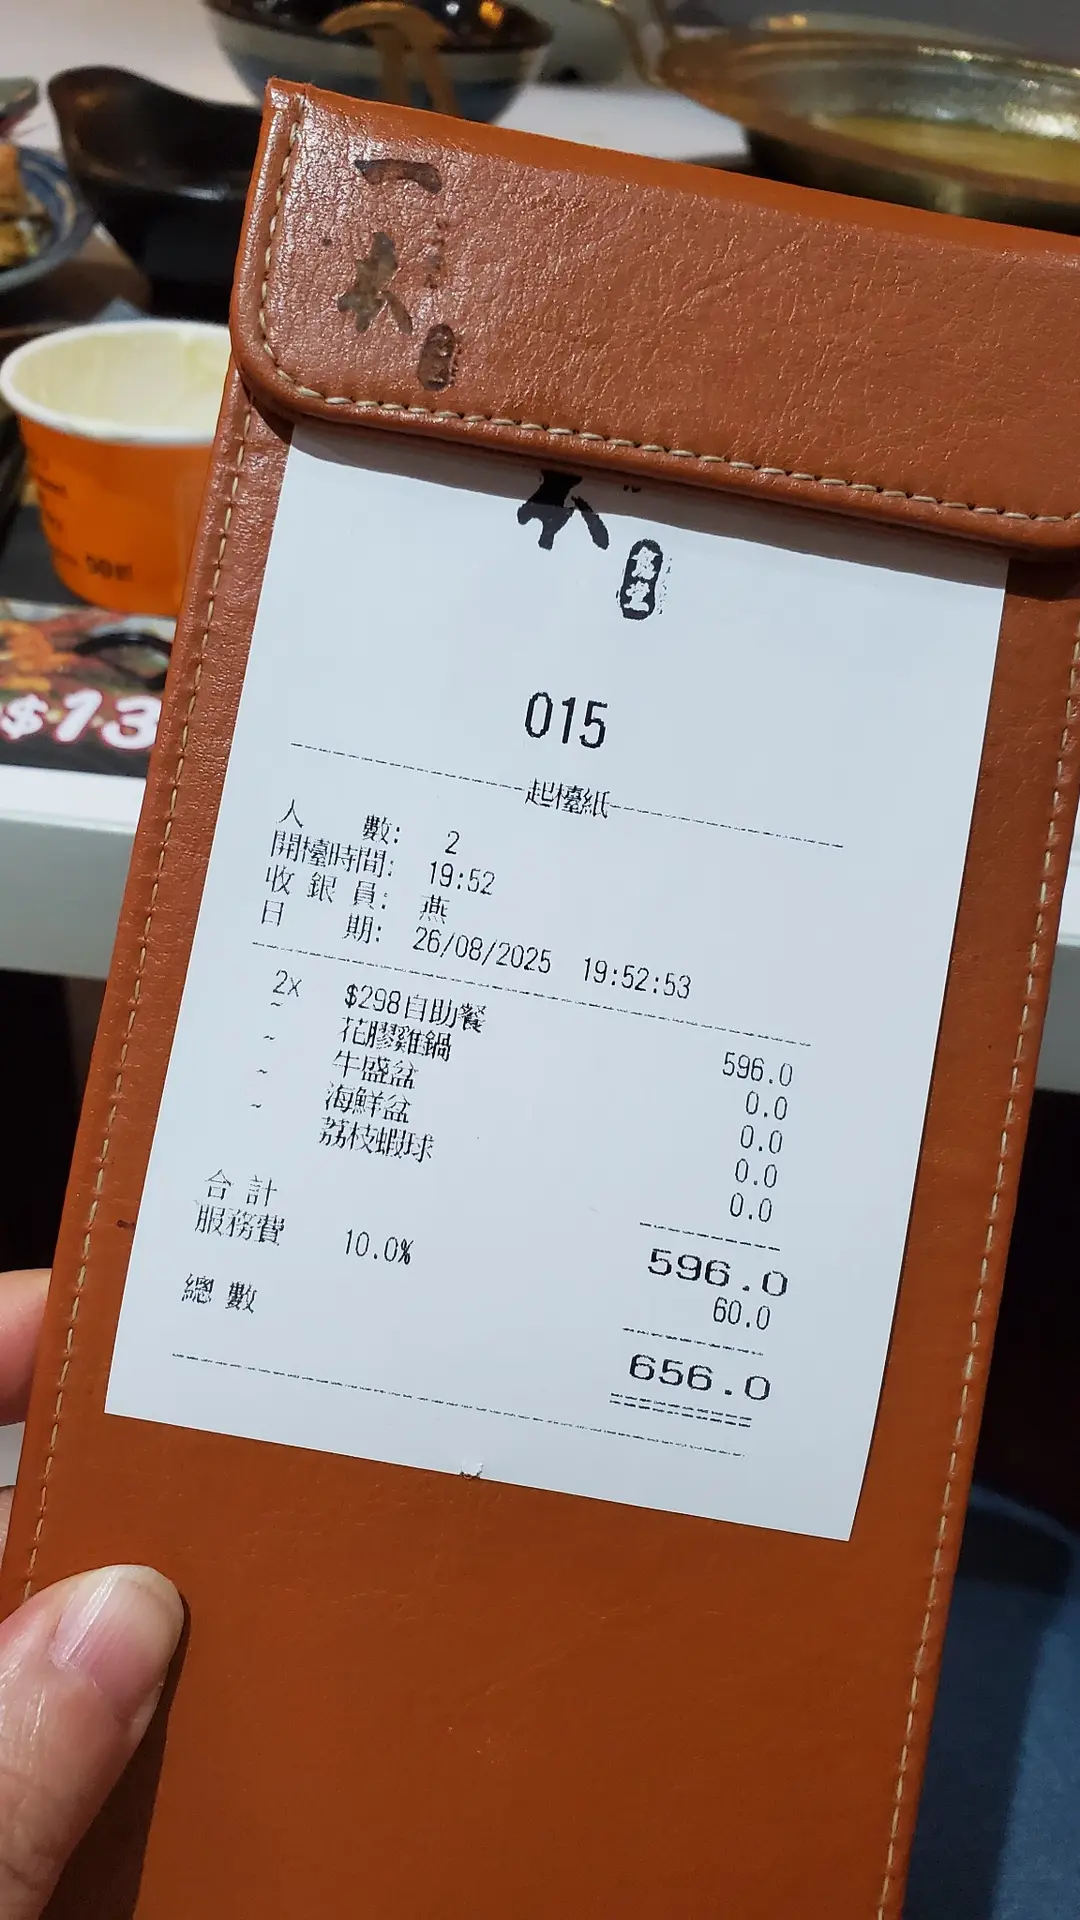 一
本
本
015
起檯紙
人 數: 2
開檯時間: 19:52
收 銀 員: 燕
日 期: 26/08/2025 19:52:53
2x $298自助餐 596.0
~ 花膠雞鍋 0.0
~ 牛盛盆 0.0
~ 海鮮盆 0.0
~ 荔枝蝦球 0.0
合 計 596.0
服務費 10.0% 60.0
總 數 656.0
$13